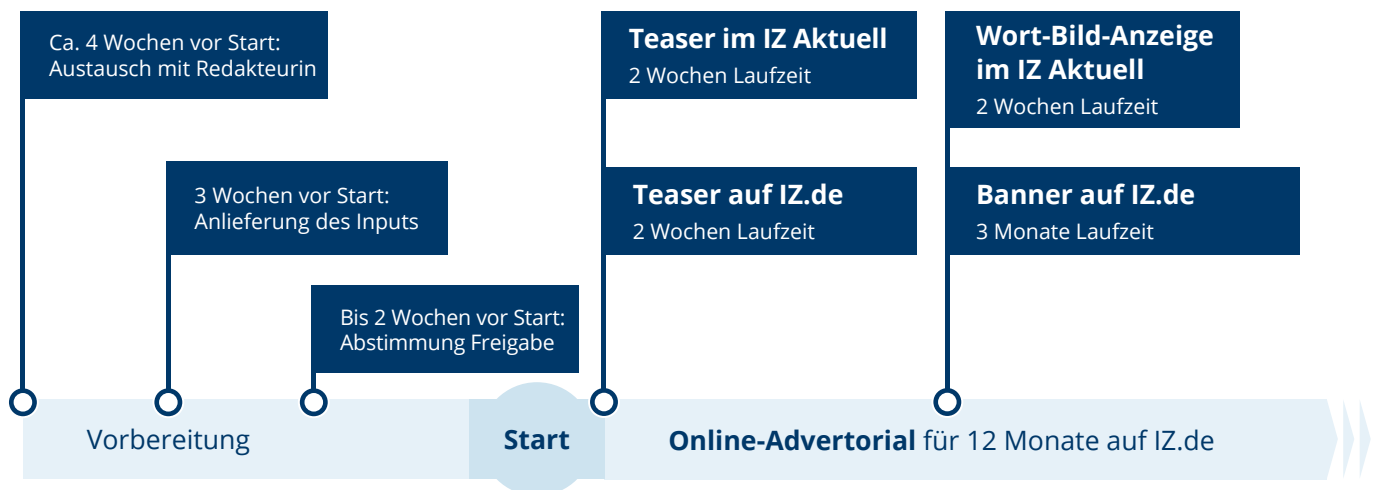 Ca. 4 Wochen vor Start:
Austausch mit Redakteurin
3 Wochen vor Start:
Anlieferung des Inputs
Bis 2 Wochen vor Start:
Abstimmung Freigabe
Teaser im IZ Aktuell
2 Wochen Laufzeit
Teaser auf IZ.de
2 Wochen Laufzeit
Wort-Bild-Anzeige
im IZ Aktuell
2 Wochen Laufzeit
Banner auf IZ.de
3 Monate Laufzeit
Vorbereitung
Start
Online-Advertorial für 12 Monate auf IZ.de